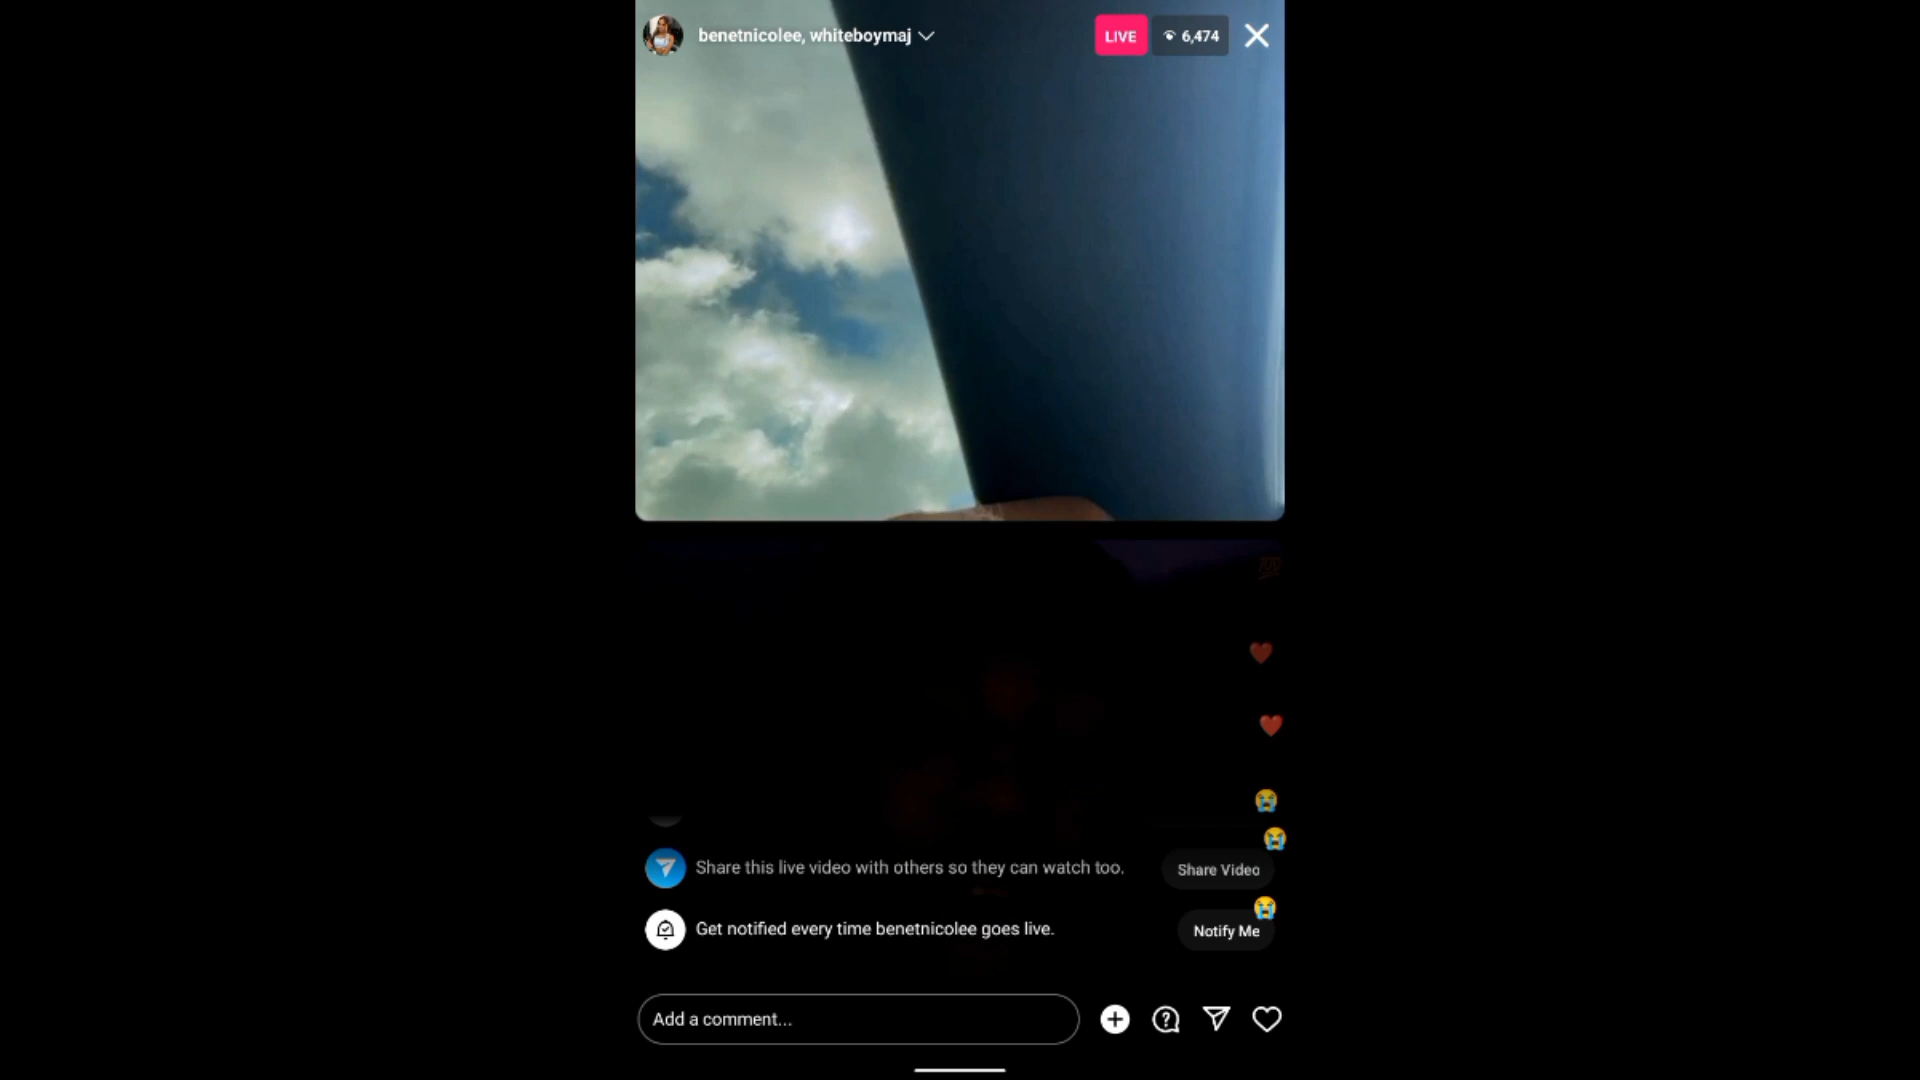 benetnicolee, whiteboymaj
LIVE
6,474
Share this live video with others so they can watch too.
Share Video
Get notified every time benetnicolee goes live.
Notify Me
Add a comment...